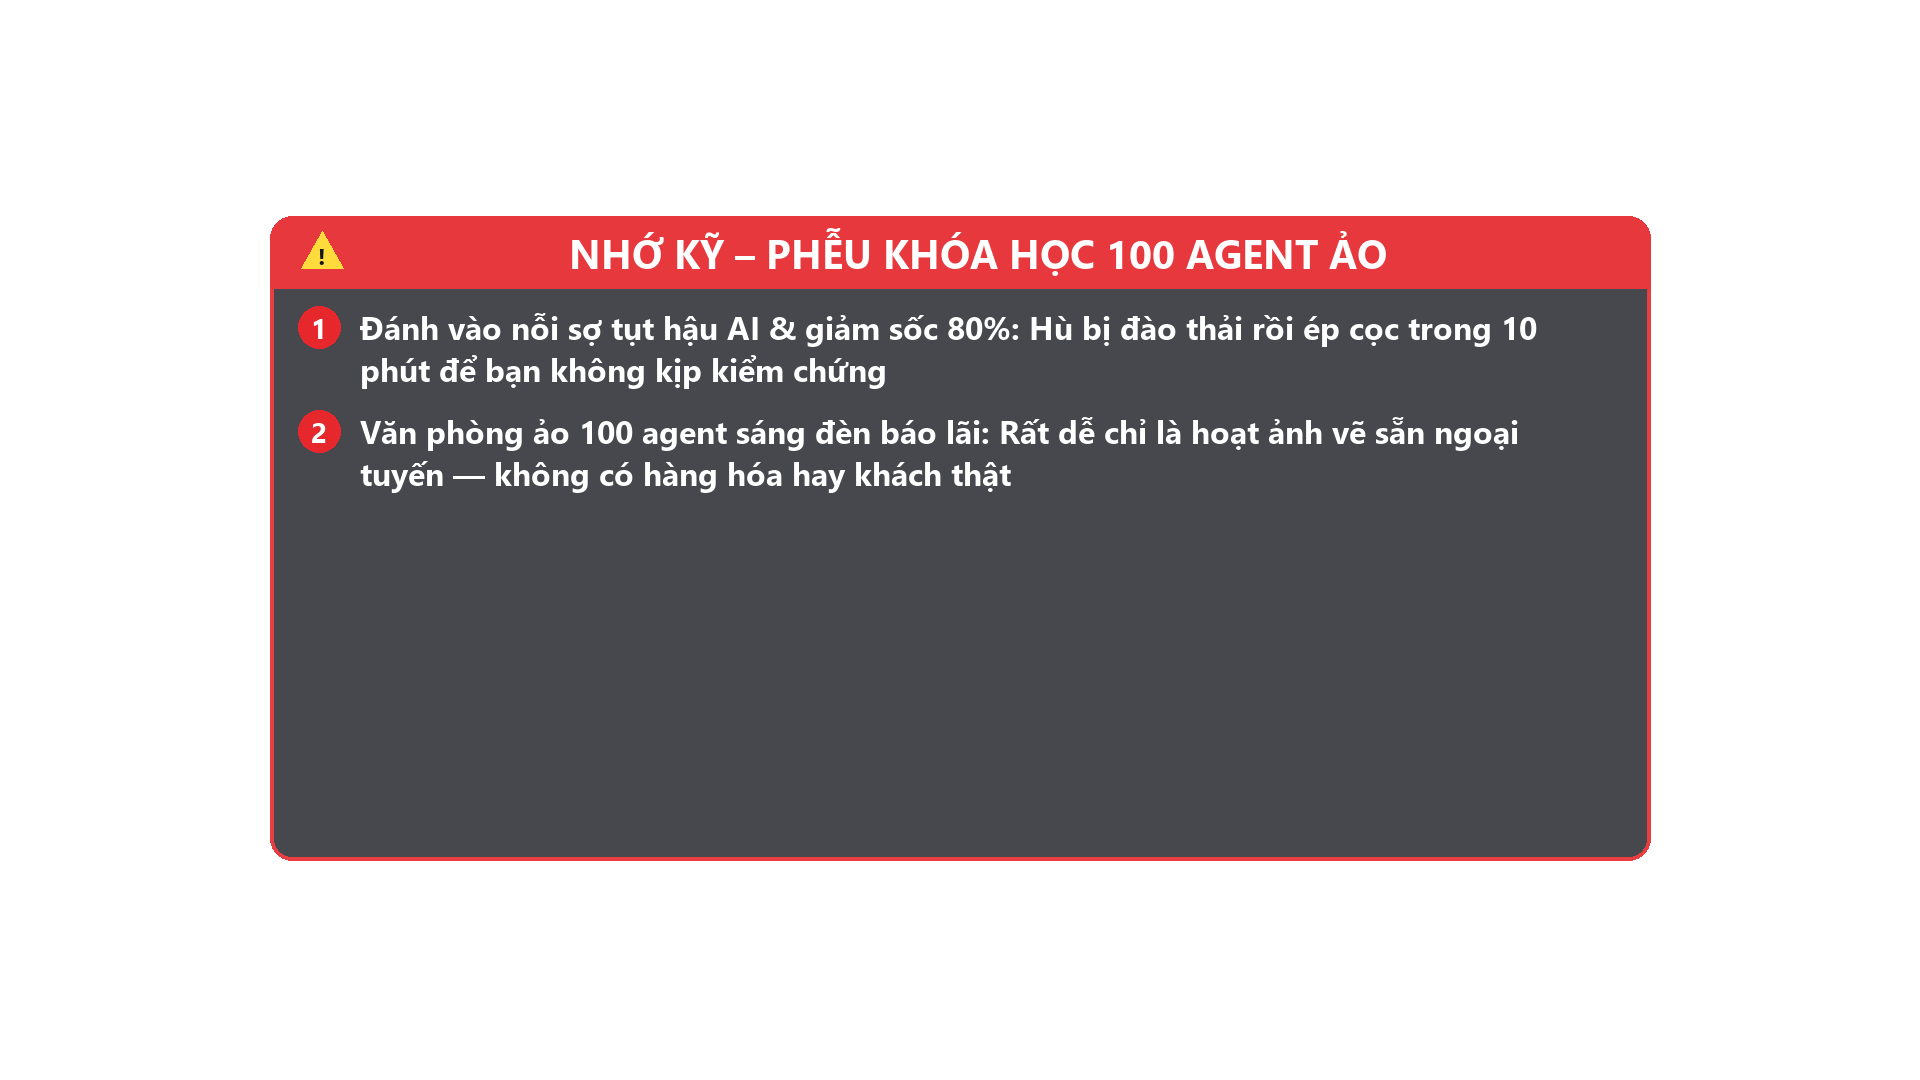 NHỚ KỸ – PHỄU KHÓA HỌC 100 AGENT ẢO
1 Đánh vào nỗi sợ tụt hậu AI & giảm sốc 80%: Hù bị đào thải rồi ép cọc trong 10
phút để bạn không kịp kiểm chứng
2 Văn phòng ảo 100 agent sáng đèn báo lãi: Rất dễ chỉ là hoạt ảnh vẽ sẵn ngoại
tuyến — không có hàng hóa hay khách thật